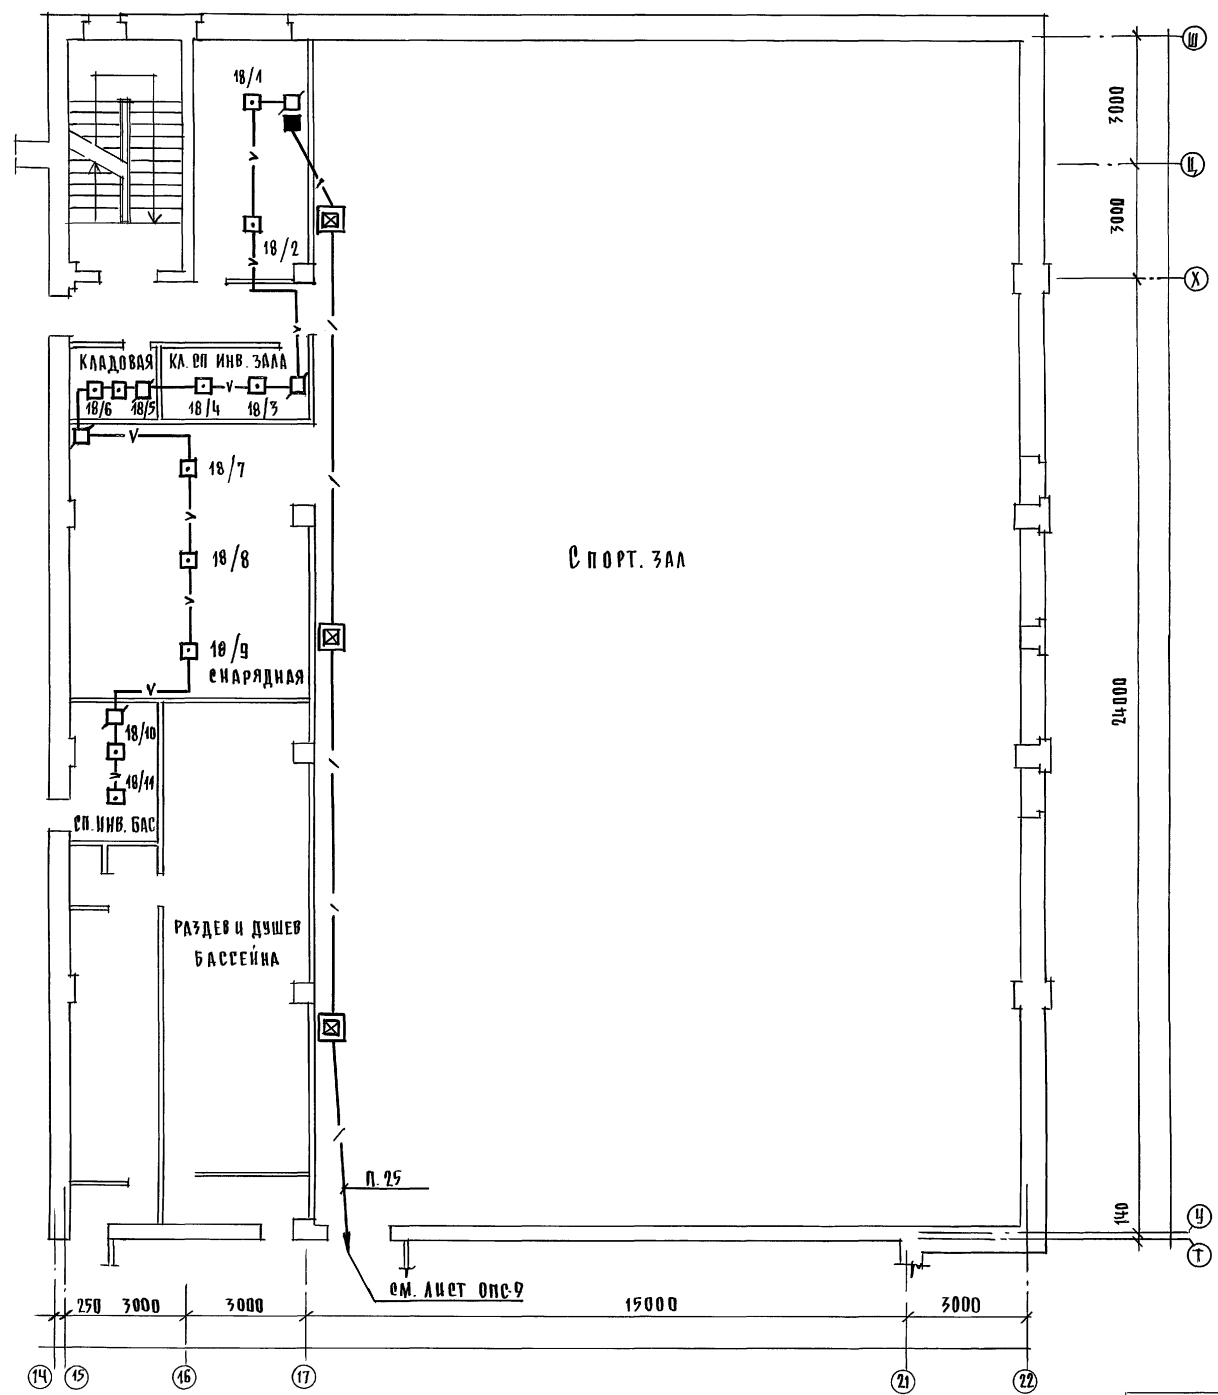 Ш
18/1
3000
Ц
3000
18/2
Х
КЛАДОВАЯ
КЛ. СП ИНВ. ЗАЛА
18/6
18/5
18/4
18/3
18/7
18/8
СПОРТ. ЗАЛ
18/9
СНАРЯДНАЯ
24000
18/10
18/11
СП. ИНВ. БАС
РАЗДЕВ И ДУШЕВ
БАССЕЙНА
П. 25
140
У
Т
СМ. ЛИСТ ОПС-9
250
3000
3000
15000
3000
14
15
16
17
21
22